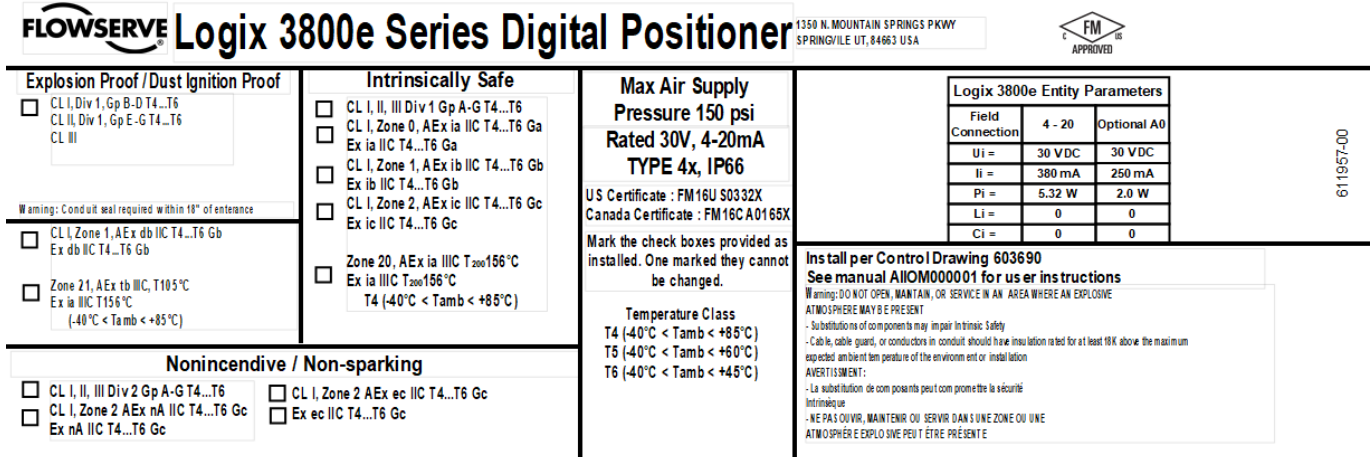 FLOWSERVE
Logix 3800e Series Digital Positioner
1350 N. MOUNTAIN SPRINGS PKWY
SPRINGVILE UT, 84663 USA
C FM US
APPROVED
Explosion Proof / Dust Ignition Proof
CL I, Div 1, Gp B-D T4...T6
CL II, Div 1, Gp E-G T4...T6
CL III
Warning: Conduit seal required within 18" of enterance
CL I, Zone 1, AEx db IIC T4...T6 Gb
Ex db IIC T4...T6 Gb
Zone 21, AEx tb IIIC, T105°C
Ex ia IIIC T156°C
(-40°C < Tamb < +85°C)
Intrinsically Safe
CL I, II, III Div 1 Gp A-G T4...T6
CL I, Zone 0, AEx ia IIC T4...T6 Ga
Ex ia IIC T4...T6 Ga
CL I, Zone 1, AEx ib IIC T4...T6 Gb
Ex ib IIC T4...T6 Gb
CL I, Zone 2, AEx ic IIC T4...T6 Gc
Ex ic IIC T4...T6 Gc
Zone 20, AEx ia IIIC T₂₀₀156°C
Ex ia IIIC T₂₀₀156°C
T4 (-40°C < Tamb < +85°C)
Nonincendive / Non-sparking
CL I, II, III Div 2 Gp A-G T4...T6
CL I, Zone 2 AEx nA IIC T4...T6 Gc
Ex nA IIC T4...T6 Gc
CL I, Zone 2 AEx ec IIC T4...T6 Gc
Ex ec IIC T4...T6 Gc
Max Air Supply
Pressure 150 psi
Rated 30V, 4-20mA
TYPE 4x, IP66
US Certificate : FM16US0332X
Canada Certificate : FM16CA0165X
Mark the check boxes provided as
installed. One marked they cannot
be changed.
Temperature Class
T4 (-40°C < Tamb < +85°C)
T5 (-40°C < Tamb < +60°C)
T6 (-40°C < Tamb < +45°C)
Logix 3800e Entity Parameters
Field Connection 4 - 20 Optional A0
Ui = 30 VDC 30 VDC
Ii = 380 mA 250 mA
Pi = 5.32 W 2.0 W
Li = 0 0
Ci = 0 0
611957-00
Install per Control Drawing 603690
See manual AIIOM000001 for user instructions
Warning: DO NOT OPEN, MAINTAIN, OR SERVICE IN AN AREA WHERE AN EXPLOSIVE
ATMOSPHERE MAY BE PRESENT
- Substitutions of components may impair Intrinsic Safety
- Cable, cable guard, or conductors in conduit should have insulation rated for at least 18K above the maximum
expected ambient temperature of the environment or installation
AVERTISSMENT:
- La substitution de composants peut compromettre la sécurité
Intrinsèque
- NE PAS OUVIR, MAINTENIR OU SERVIR DANS UNE ZONE OU UNE
ATMOSPHÉRE EXPLOSIVE PEUT ÉTRE PRÉSENTE